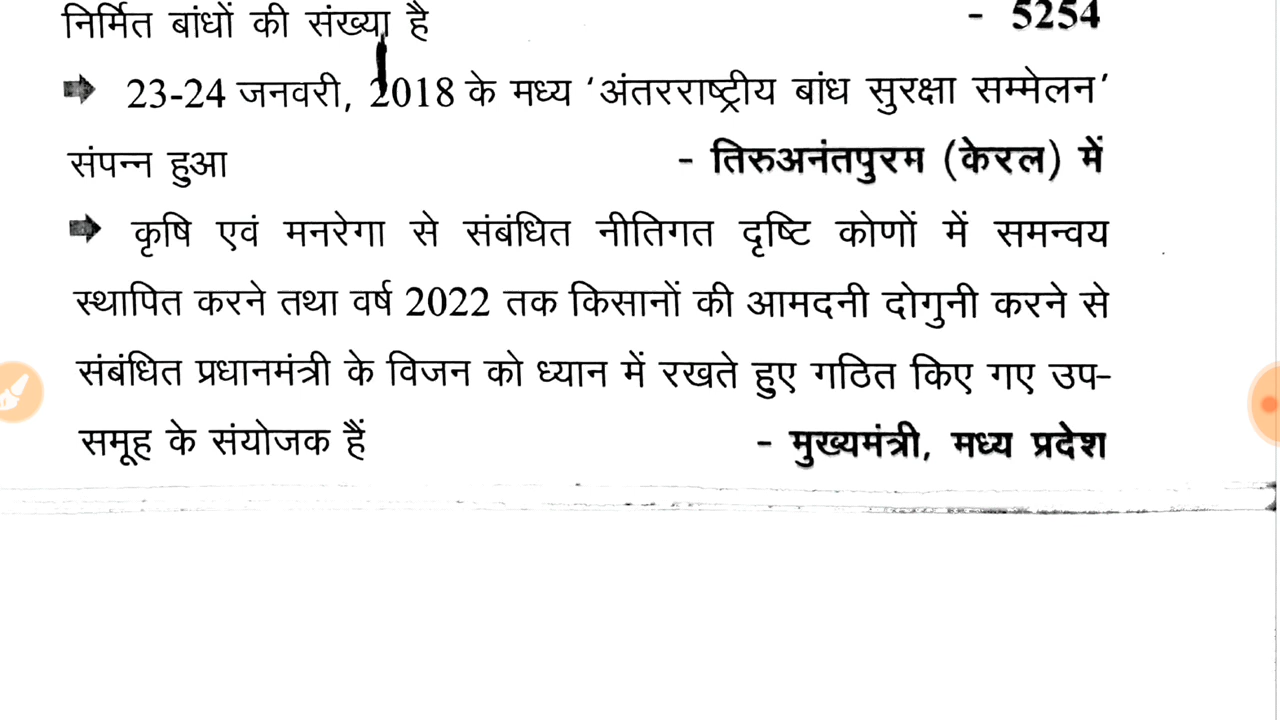 निर्मित बांधों की संख्या है - 5254
23-24 जनवरी, 2018 के मध्य ‘अंतरराष्ट्रीय बांध सुरक्षा सम्मेलन’
संपन्न हुआ - तिरुअनंतपुरम (केरल) में
कृषि एवं मनरेगा से संबंधित नीतिगत दृष्टि कोणों में समन्वय
स्थापित करने तथा वर्ष 2022 तक किसानों की आमदनी दोगुनी करने से
संबंधित प्रधानमंत्री के विजन को ध्यान में रखते हुए गठित किए गए उप-
समूह के संयोजक हैं - मुख्यमंत्री, मध्य प्रदेश